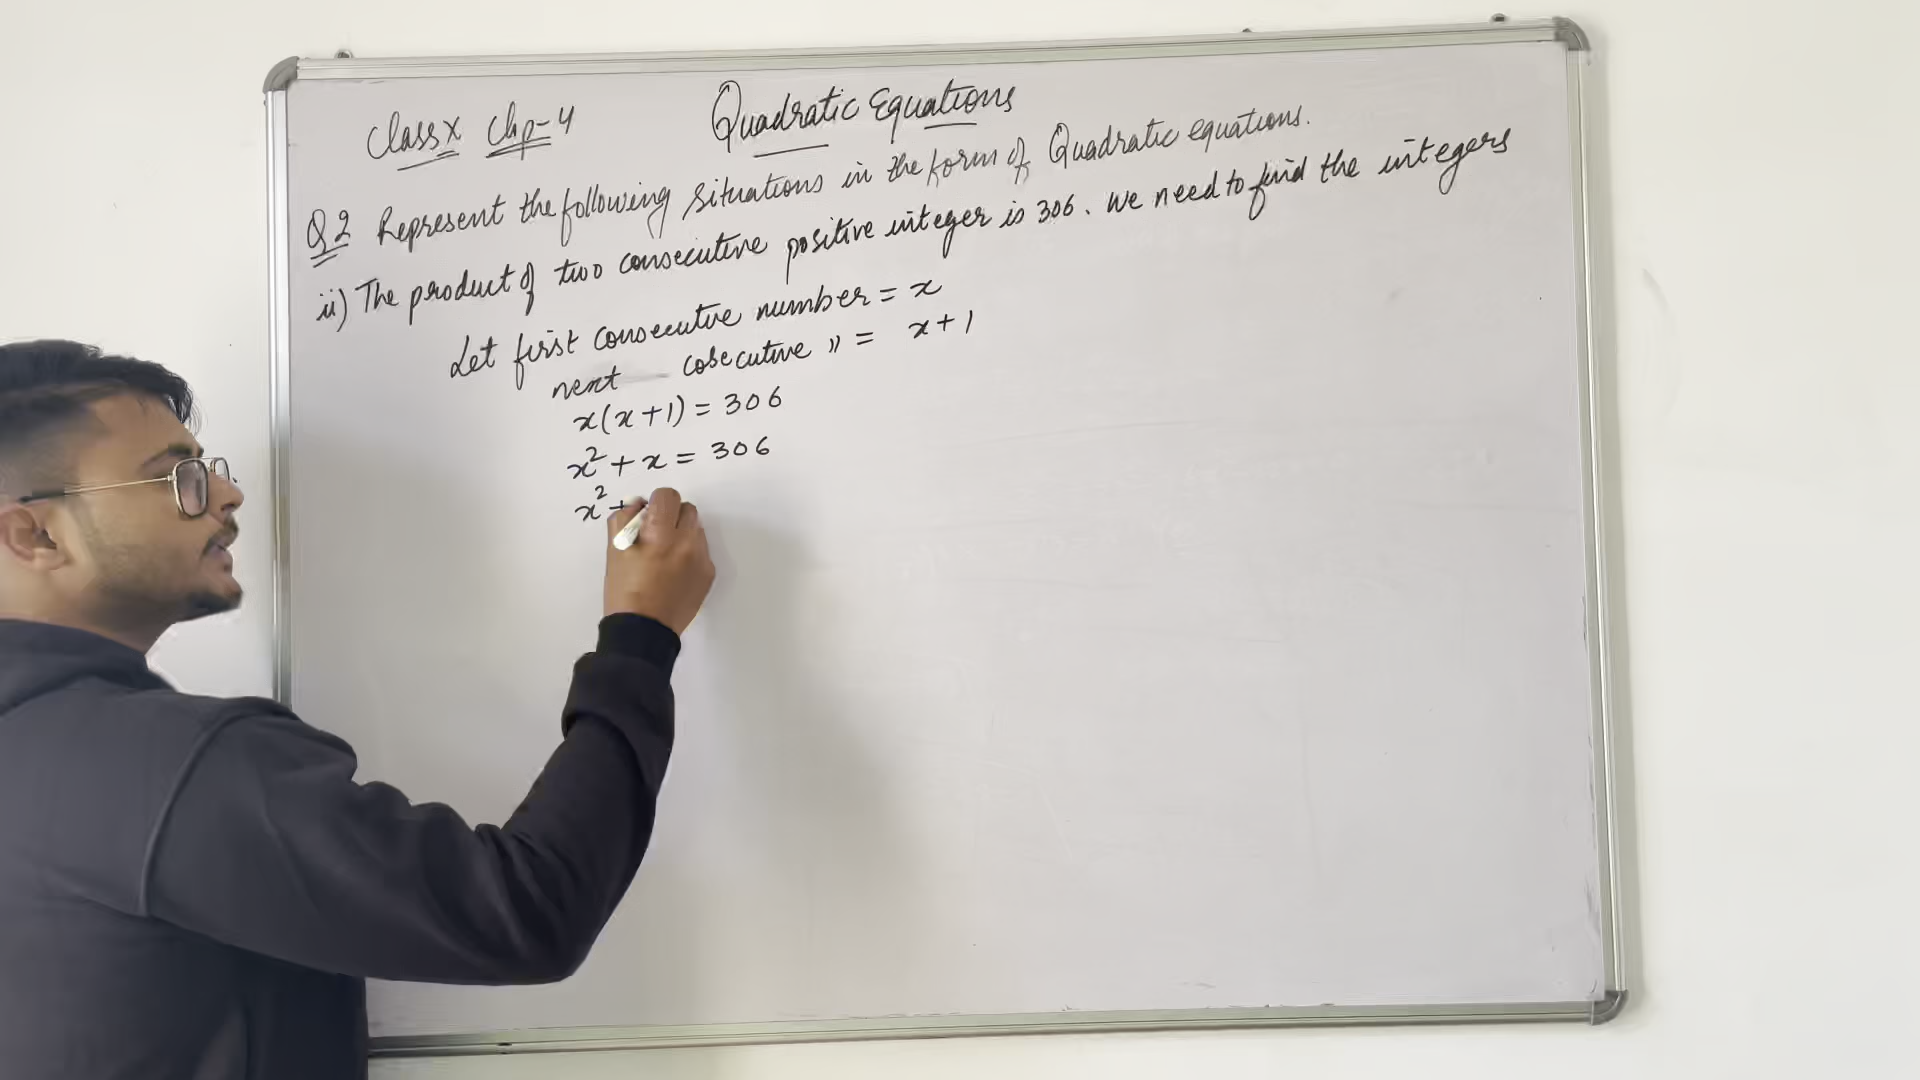 Class X Chp-4 Quadratic Equations
Q2 Represent the following situations in the form of Quadratic equations.
ii) The product of two consecutive positive integer is 306. We need to find the integers
Let first consecutive number = x
next cosecutive " = x+1
x(x+1) = 306
x² + x = 306
x² +